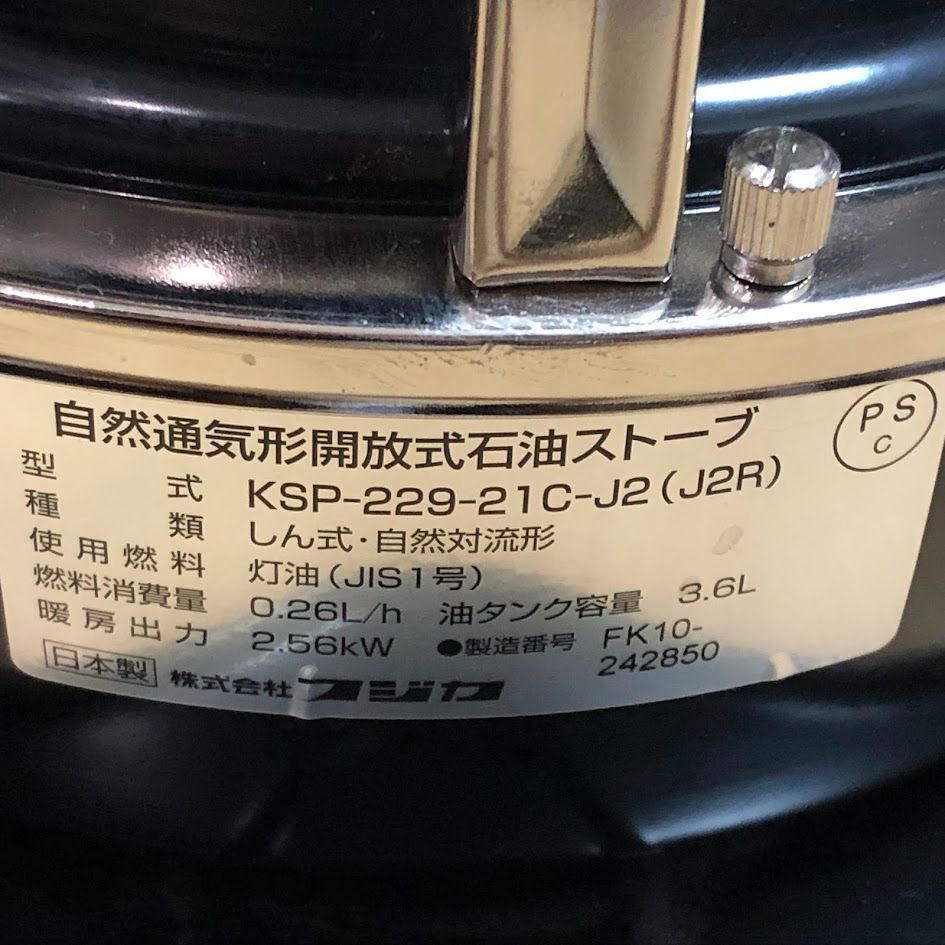 自然通気形開放式石油ストーブ
PS
C
型式 KSP-229-21C-J2(J2R)
種類 しん式・自然対流形
使用燃料 灯油(JIS1号)
燃料消費量 0.26L/h 油タンク容量 3.6L
暖房出力 2.56kW ●製造番号 FK10-
242850
日本製 株式会社フジカ